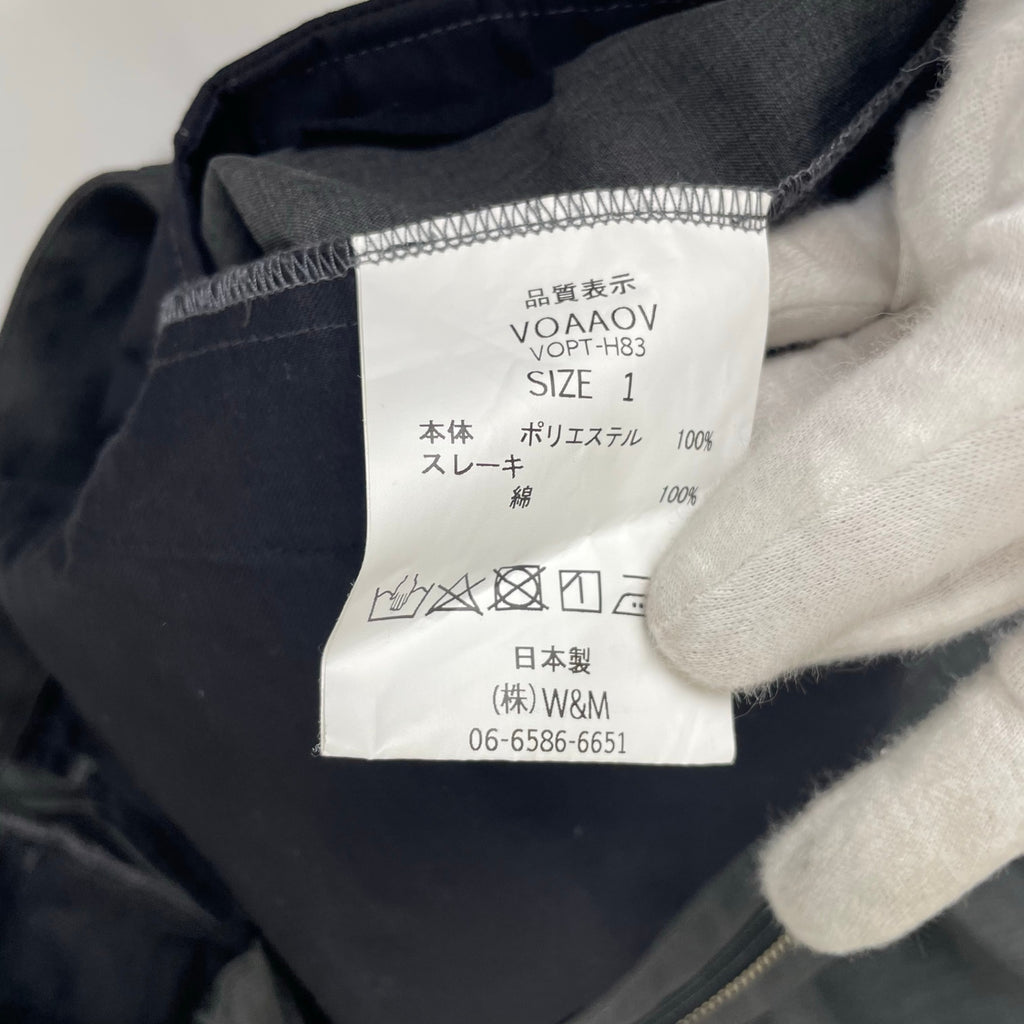 品質表示
VOAAOV
VOPT-H83
SIZE 1
本体 ポリエステル 100%
スレーキ
綿 100%
日本製
(株)W&M
06-6586-6651